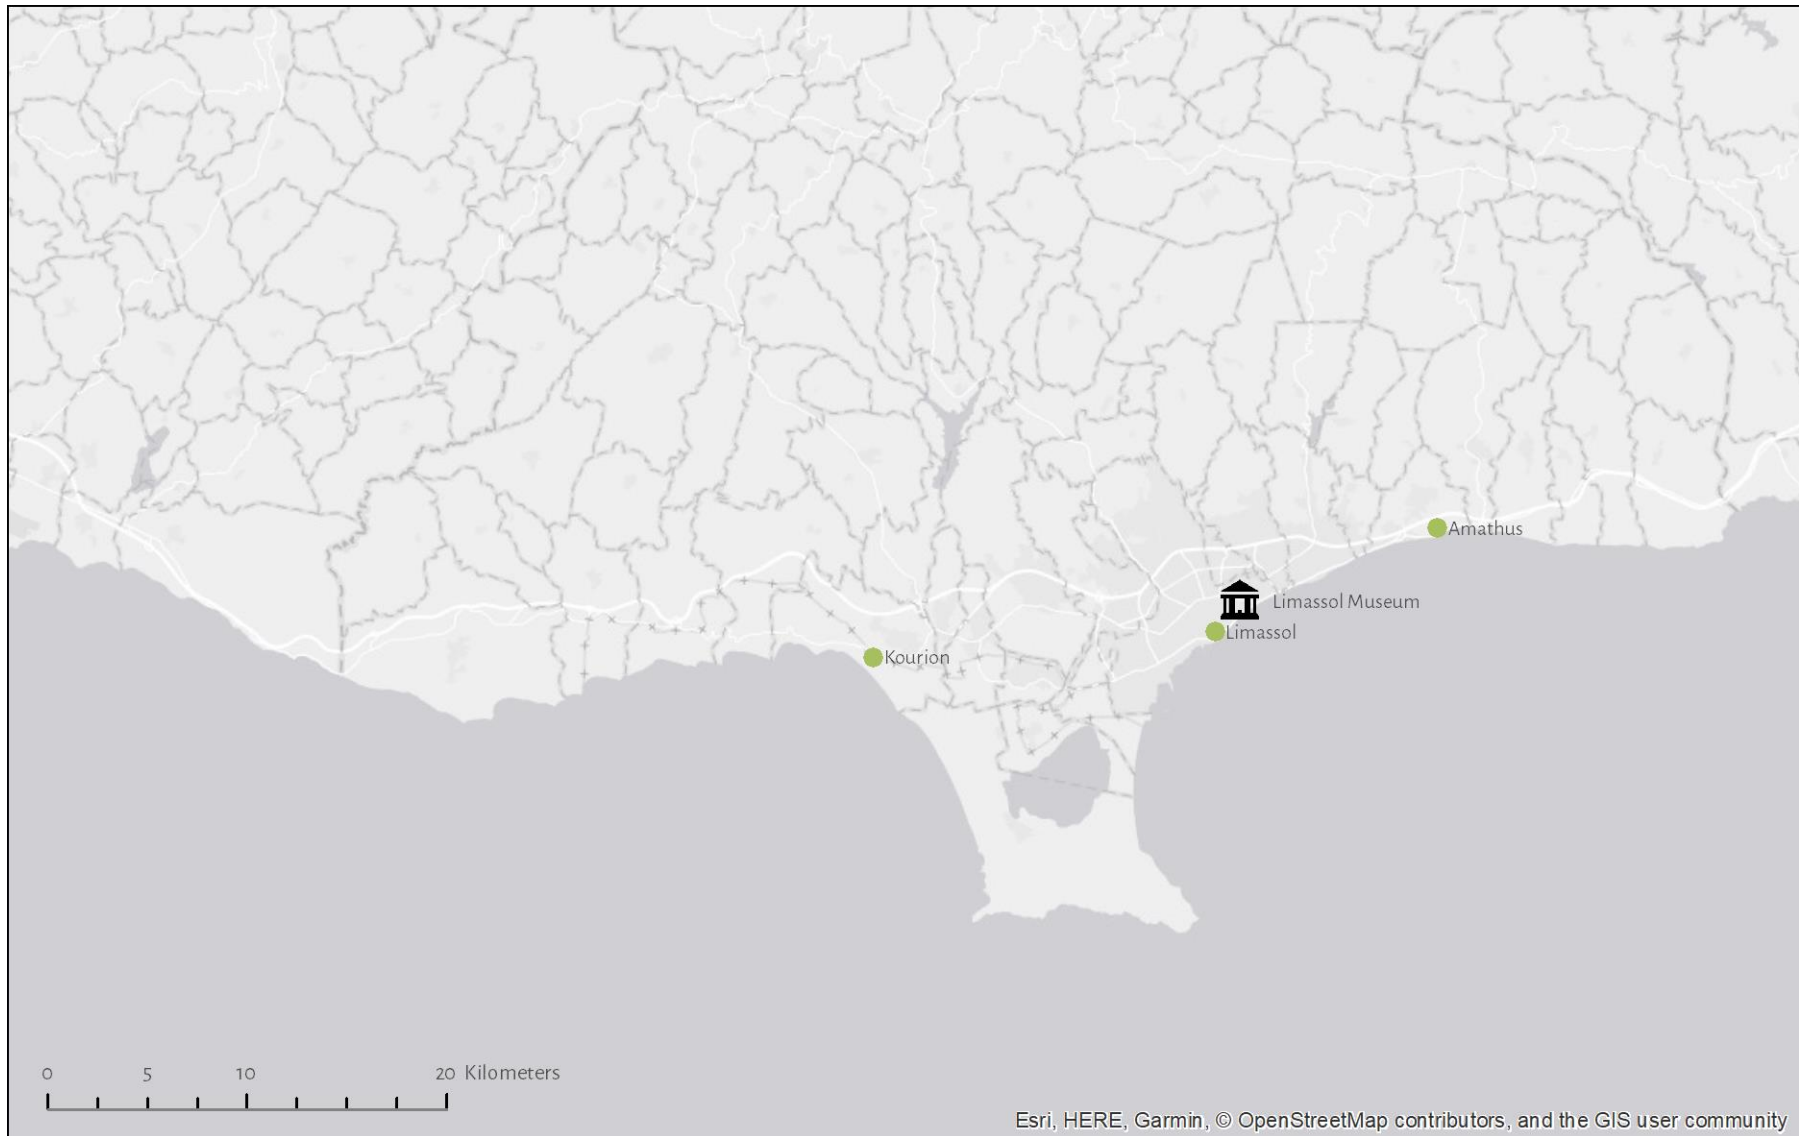 Amathus
Limassol Museum
Limassol
Kourion
0 5 10 20 Kilometers
Esri, HERE, Garmin, © OpenStreetMap contributors, and the GIS user community